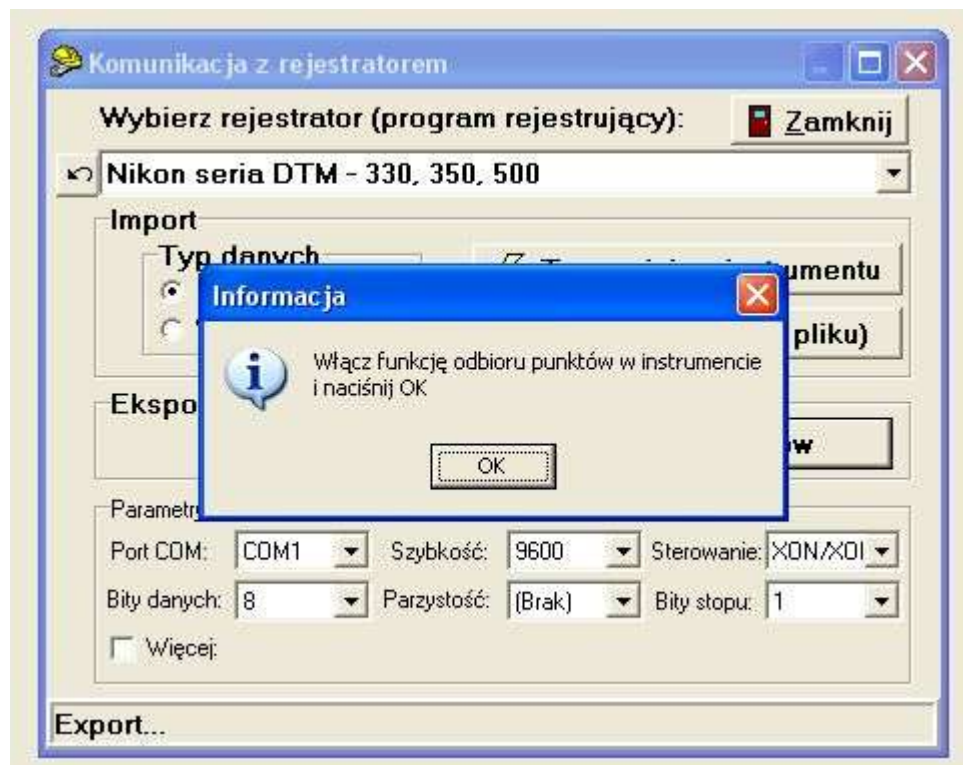 Komunikacja z rejestratorem
Wybierz rejestrator (program rejestrujący):
Zamknij
Nikon seria DTM - 330, 350, 500
Import
Typ danych
Informacja
pliku)
Włącz funkcję odbioru punktów w instrumencie
i naciśnij OK
OK
Port COM: COM1 Szybkość: 9600 Sterowanie:
Bity danych: 8 Parzystość: (Brak) Bity stopu: 1
Więcej:
Export...